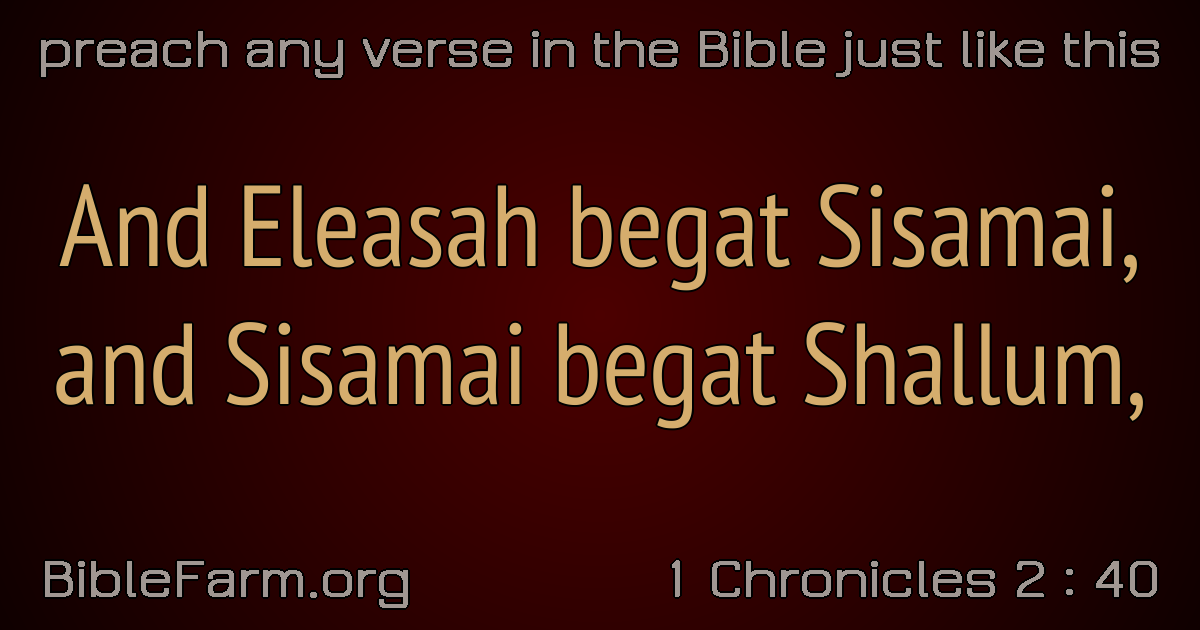 preach any verse in the Bible just like this
And Eleasah begat Sisamai,
and Sisamai begat Shallum,
BibleFarm.org
1 Chronicles 2 : 40